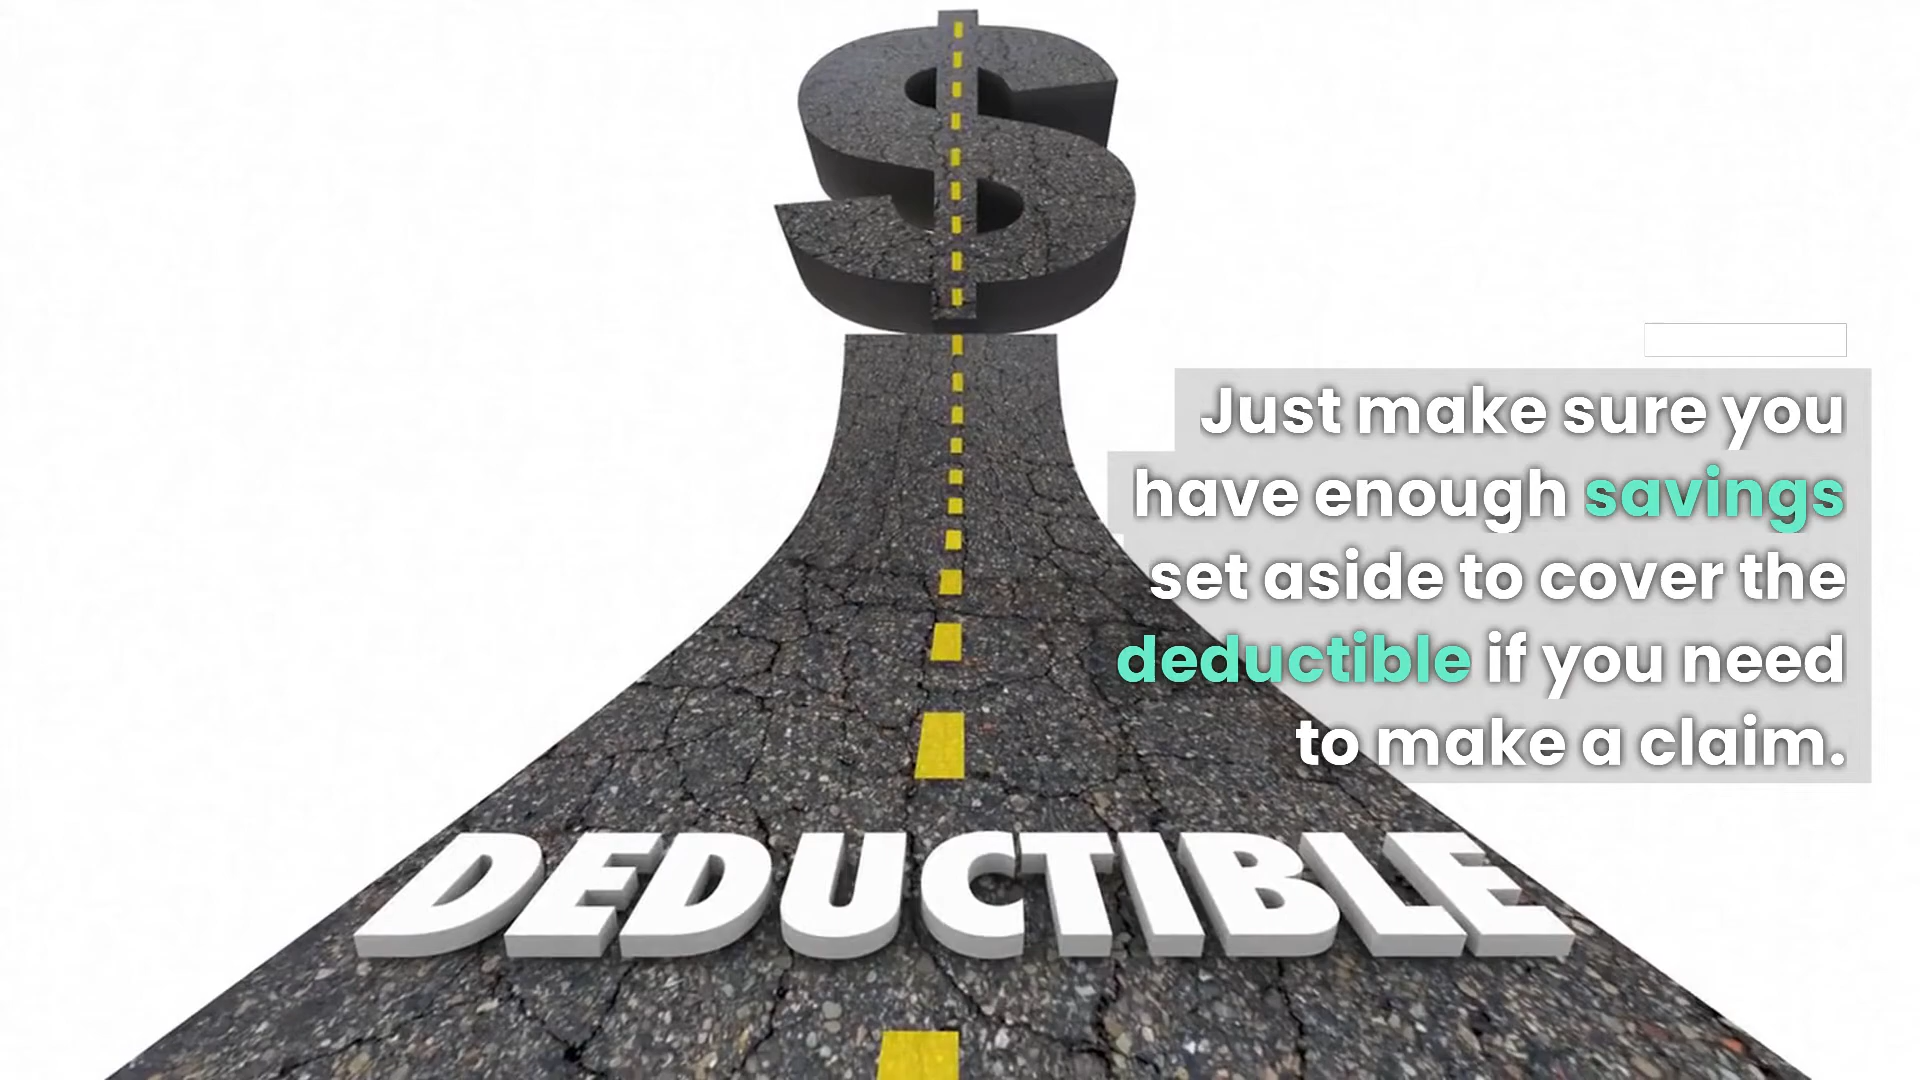 $
Just make sure you
have enough savings
set aside to cover the
deductible if you need
to make a claim.
DEDUCTIBLE